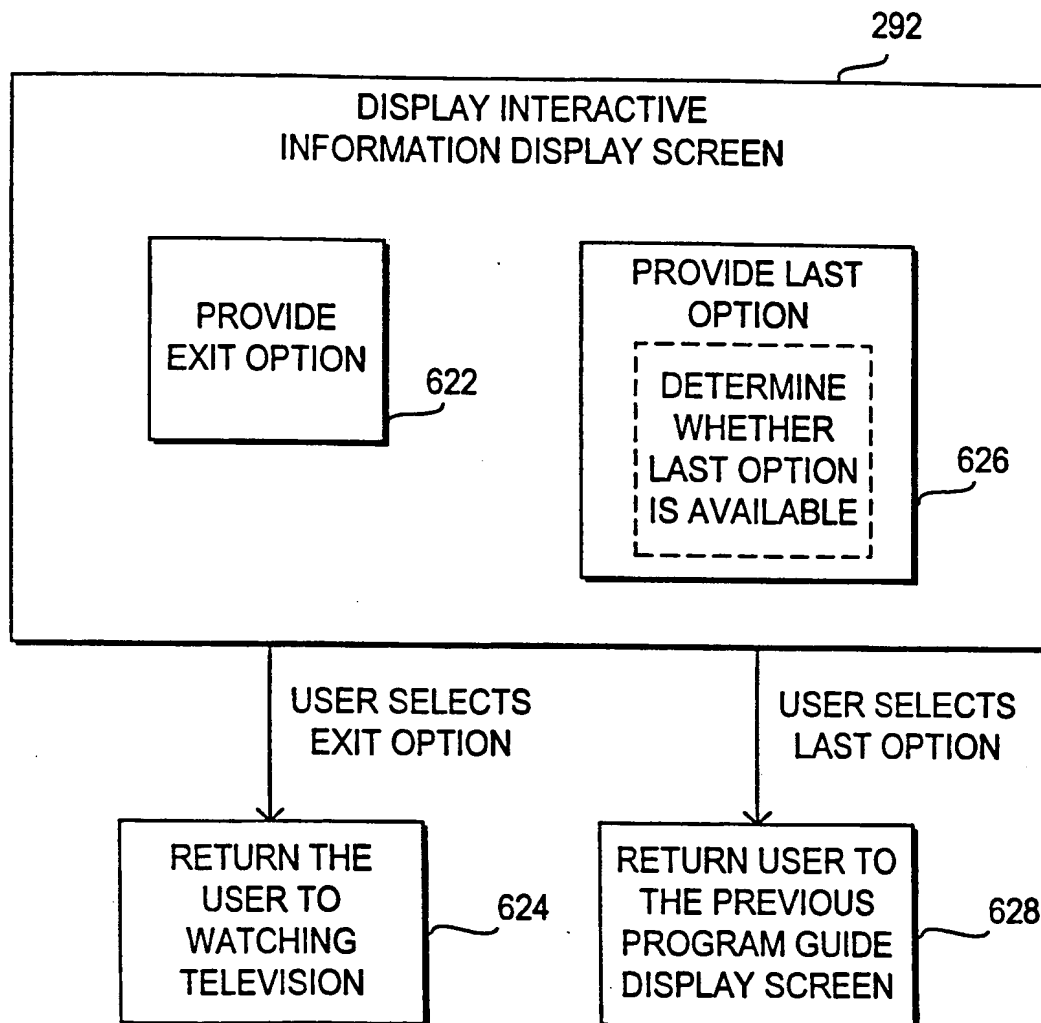 292
DISPLAY INTERACTIVE
INFORMATION DISPLAY SCREEN
PROVIDE
EXIT OPTION
622
PROVIDE LAST
OPTION
DETERMINE
WHETHER
LAST OPTION
IS AVAILABLE
626
USER SELECTS
EXIT OPTION
USER SELECTS
LAST OPTION
RETURN THE
USER TO
WATCHING
TELEVISION
624
RETURN USER TO
THE PREVIOUS
PROGRAM GUIDE
DISPLAY SCREEN
628